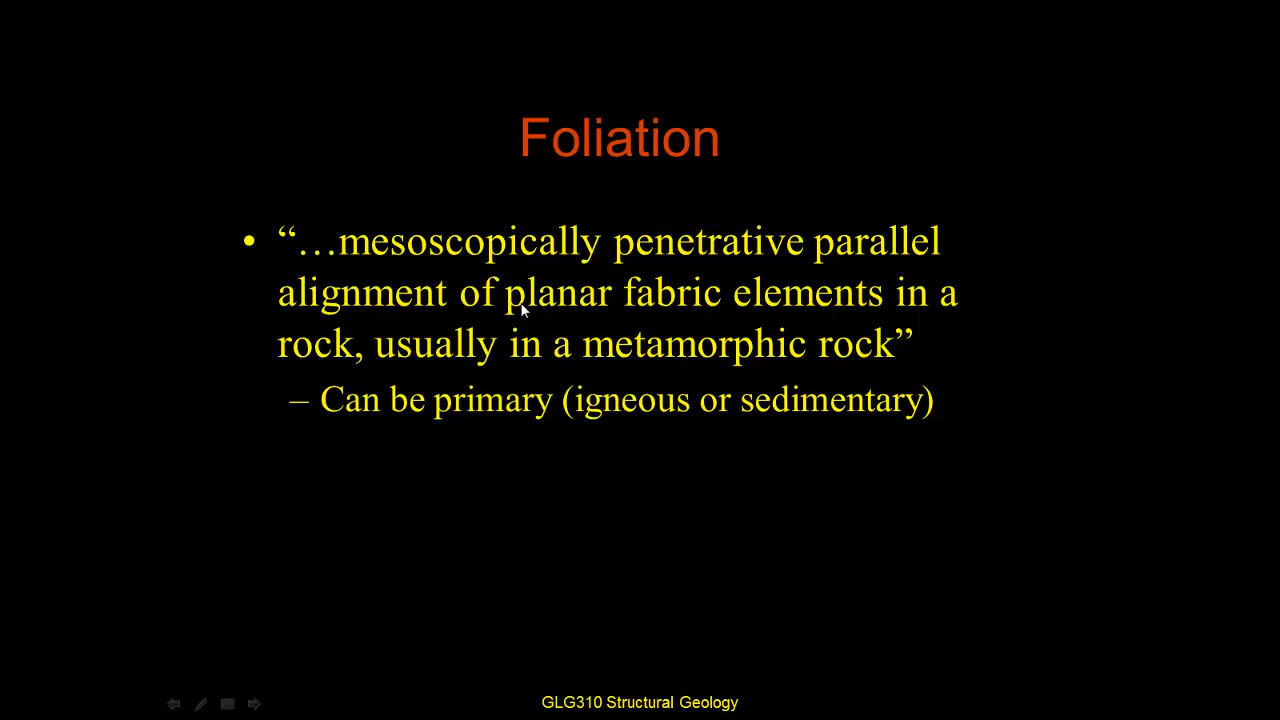 Foliation
• “…mesoscopically penetrative parallel
alignment of planar fabric elements in a
rock, usually in a metamorphic rock”
– Can be primary (igneous or sedimentary)
GLG310 Structural Geology